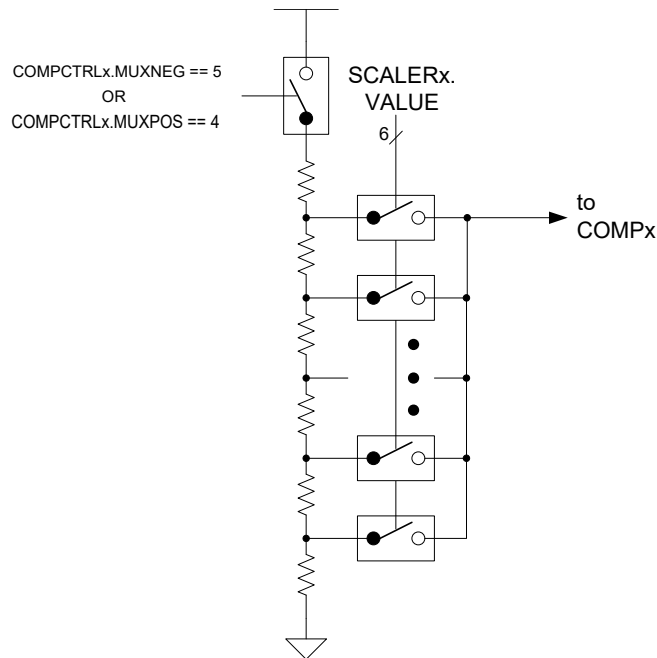 COMPCTRLx.MUXNEG == 5
OR
COMPCTRLx.MUXPOS == 4
SCALERx.
VALUE
6
to
COMPx